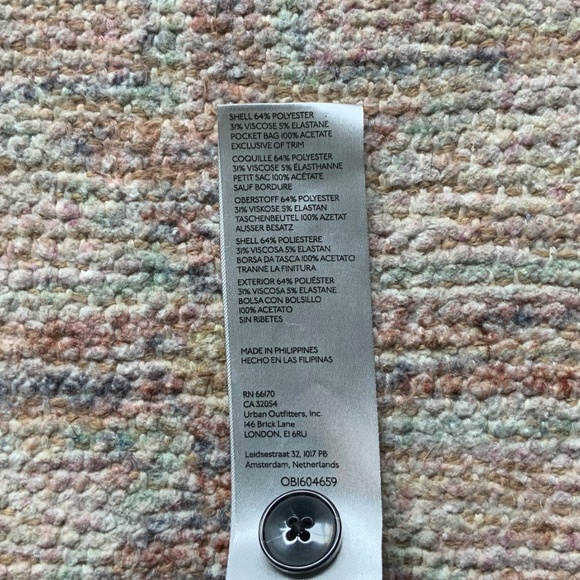 SHELL 64% POLYESTER
31% VISCOSE 5% ELASTANE
POCKET BAG 100% ACETATE
EXCLUSIVE OF TRIM
COQUILLE 64% POLYESTER
31% VISCOSE 5% ÉLASTHANNE
PETIT SAC 100% ACÉTATE
SAUF BORDURE
OBERSTOFF 64% POLYESTER
31% VISKOSE 5% ELASTAN
TASCHENBEUTEL 100% AZETAT
AUSSER BESATZ
SHELL 64% POLIESTERE
31% VISCOSA 5% ELASTAN
BORSA DA TASCA 100% ACETATO
TRANNE LA FINITURA
EXTERIOR 64% POLIÉSTER
31% VISCOSA 5% ELASTANE
BOLSA CON BOLSILLO
100% ACETATO
SIN RIBETES
MADE IN PHILIPPINES
HECHO EN LAS FILIPINAS
RN 66170
CA 32054
Urban Outfitters, Inc.
146 Brick Lane
LONDON, E1 6RU
Leidsestraat 32, 1017 PB
Amsterdam, Netherlands
OB1604659